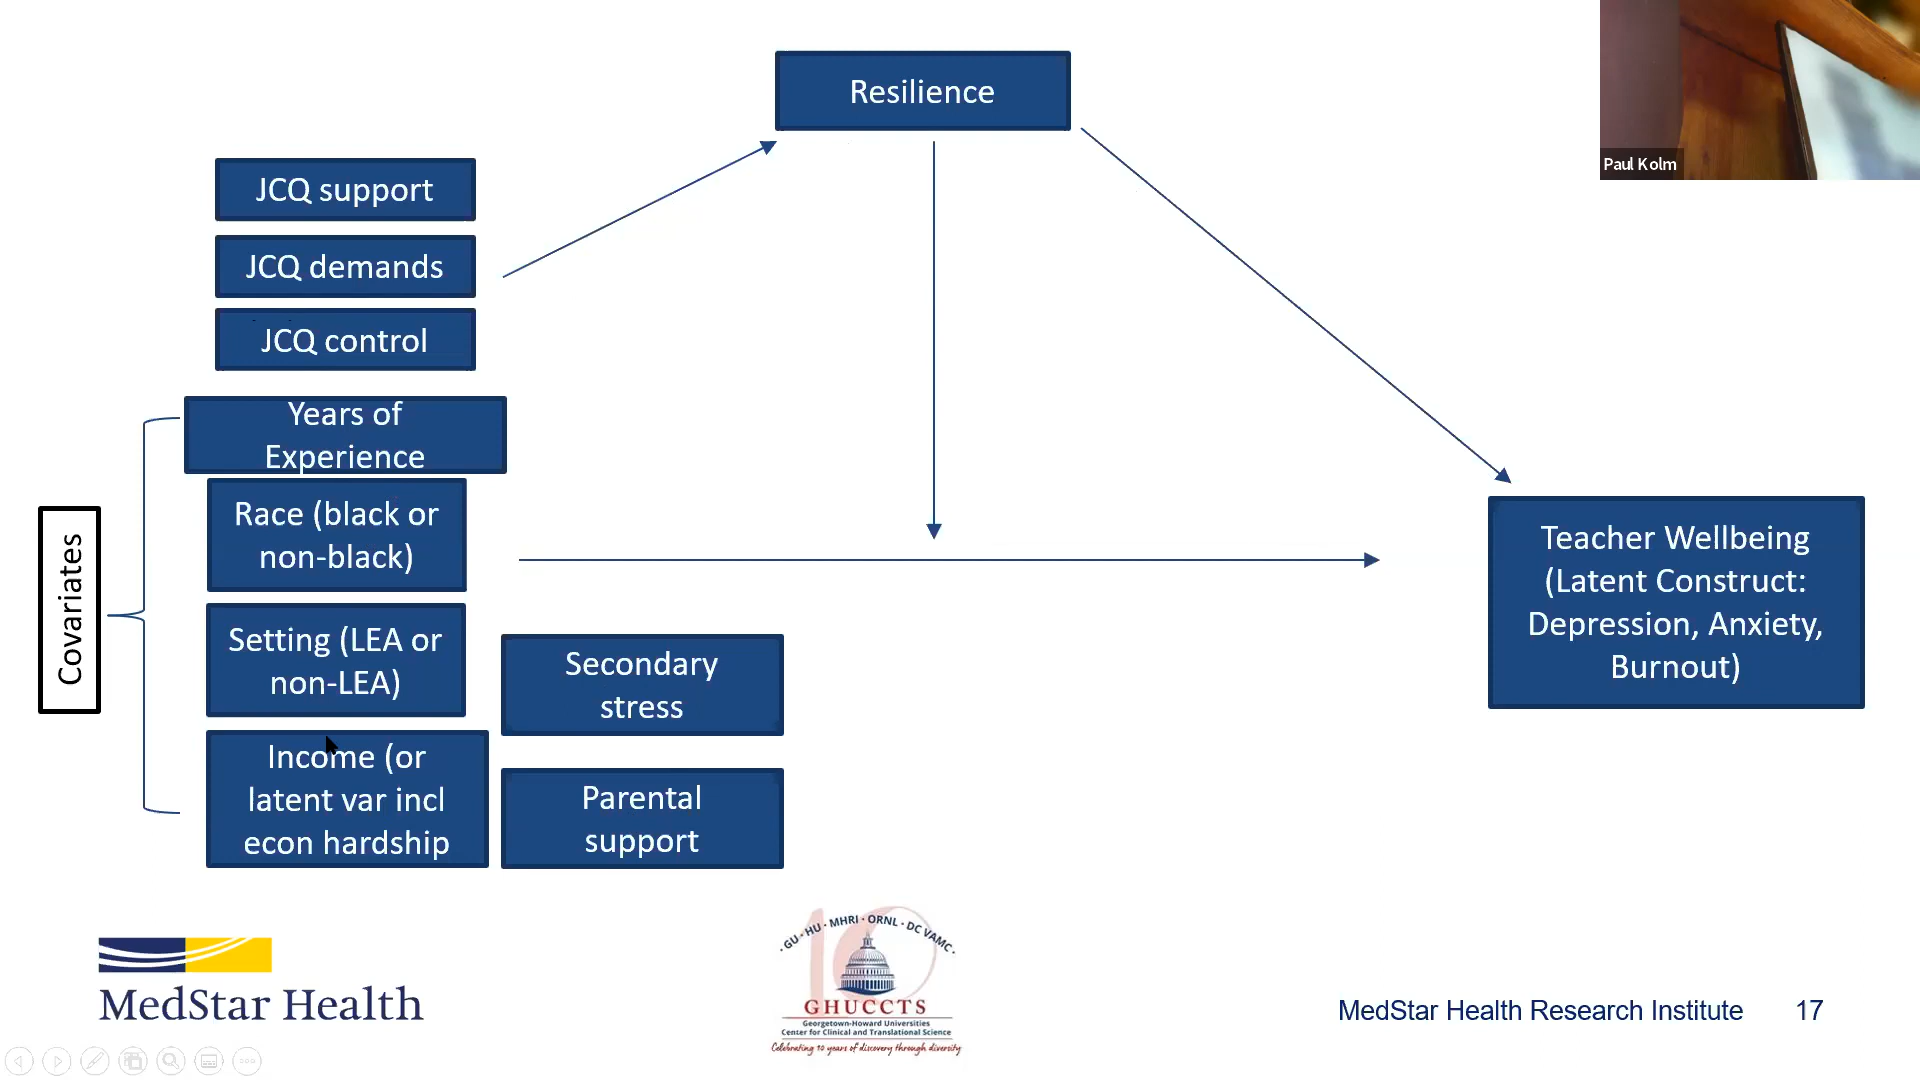 Resilience
Paul Kolm
JCQ support
JCQ demands
JCQ control
Years of
Experience
Race (black or
non-black)
Covariates
Setting (LEA or
non-LEA)
Income (or
latent var incl
econ hardship
Secondary
stress
Parental
support
Teacher Wellbeing
(Latent Construct:
Depression, Anxiety,
Burnout)
MedStar Health
· GU · HU · MHRI · ORNL · DC VAMC ·
10
GHUCCTS
Georgetown-Howard Universities
Center for Clinical and Translational Science
Celebrating 10 years of discovery through diversity
MedStar Health Research Institute 17